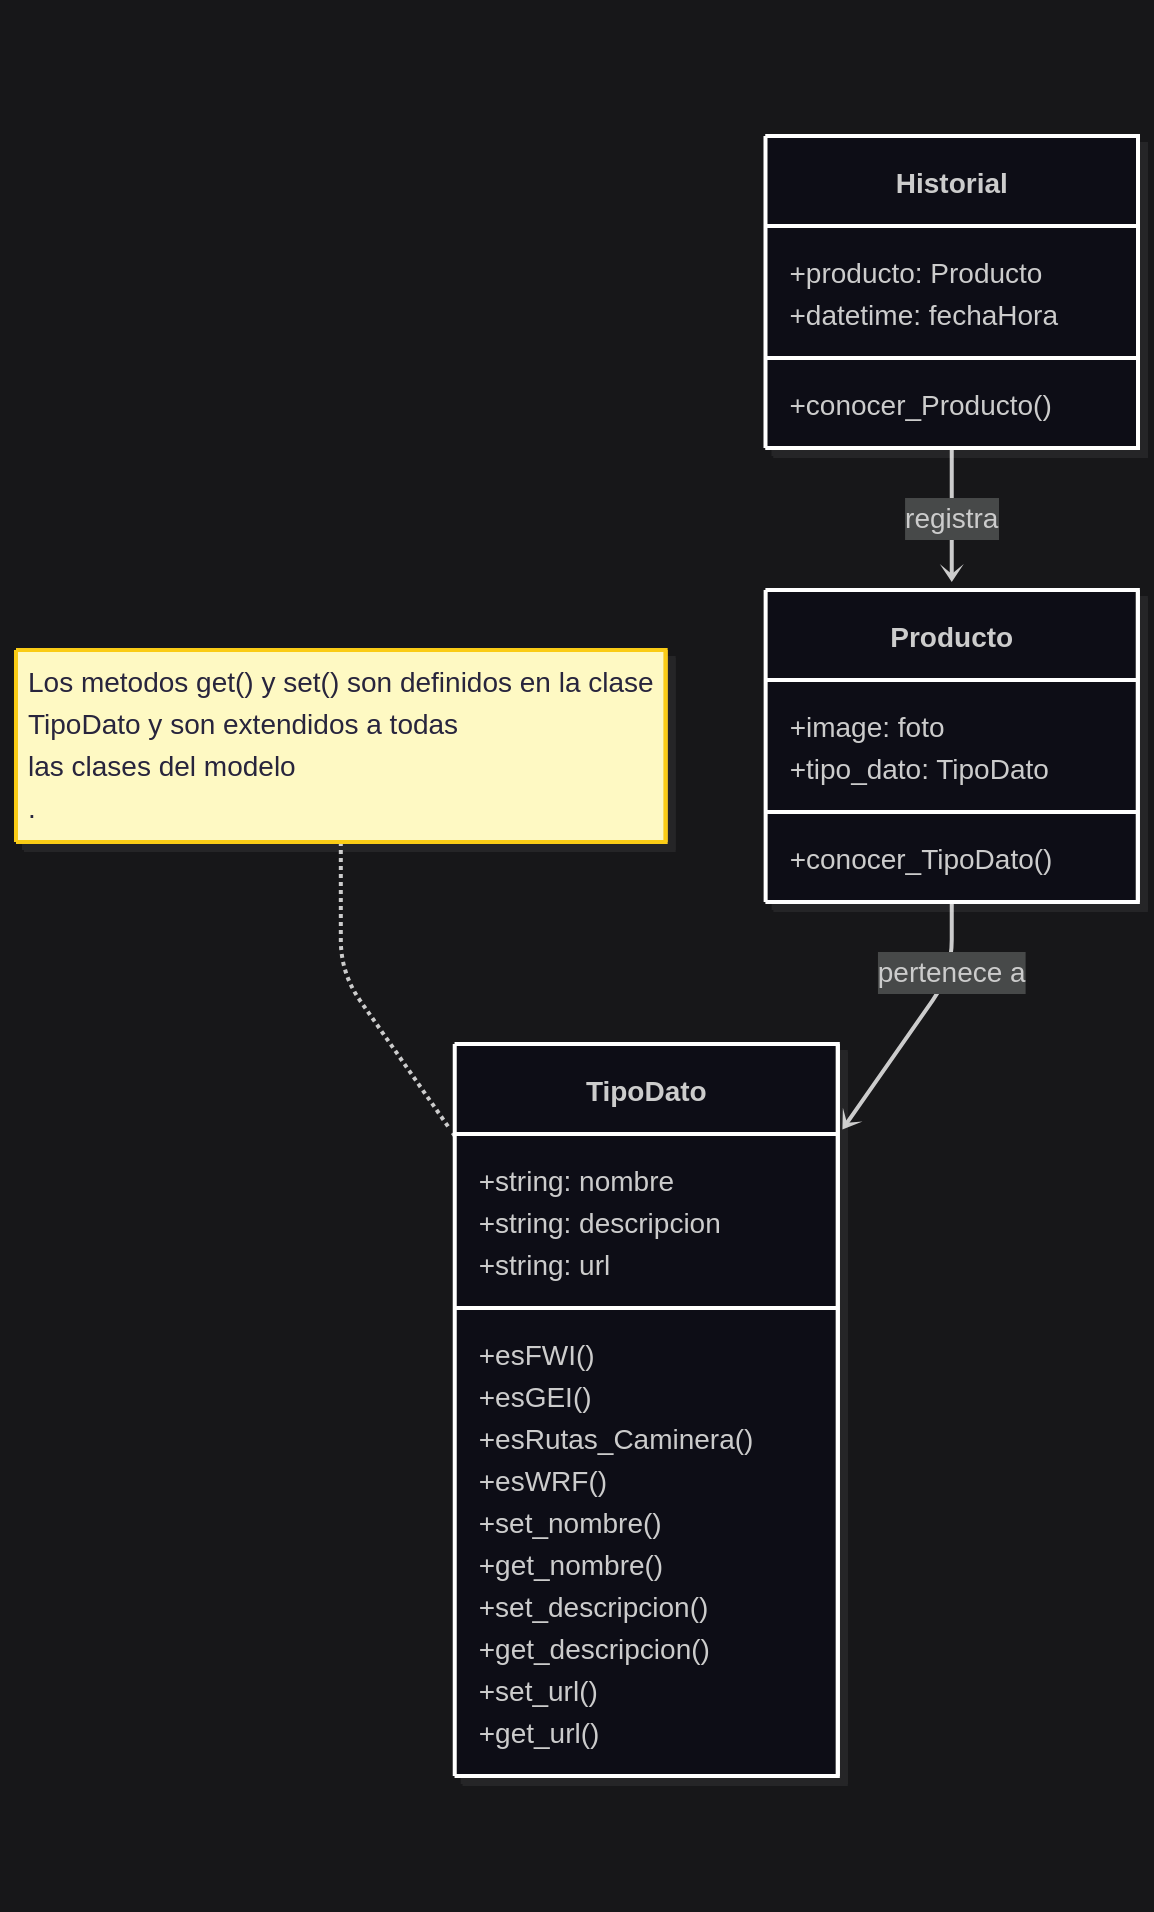 Historial
+producto: Producto
+datetime: fechaHora
+conocer_Producto()
registra
Producto
+image: foto
+tipo_dato: TipoDato
+conocer_TipoDato()
Los metodos get() y set() son definidos en la clase
TipoDato y son extendidos a todas
las clases del modelo
.
pertenece a
TipoDato
+string: nombre
+string: descripcion
+string: url
+esFWI()
+esGEI()
+esRutas_Caminera()
+esWRF()
+set_nombre()
+get_nombre()
+set_descripcion()
+get_descripcion()
+set_url()
+get_url()